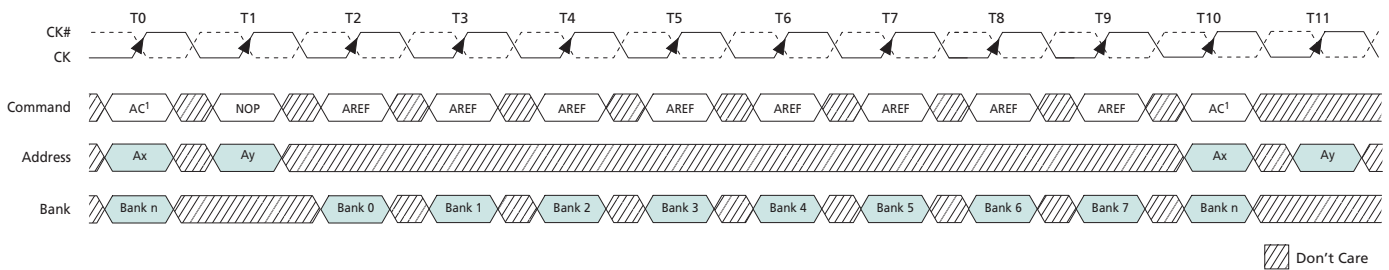 T0 T1 T2 T3 T4 T5 T6 T7 T8 T9 T10 T11
CK#
CK
Command AC¹ NOP AREF AREF AREF AREF AREF AREF AREF AREF AC¹
Address Ax Ay Ax Ay
Bank Bank n Bank 0 Bank 1 Bank 2 Bank 3 Bank 4 Bank 5 Bank 6 Bank 7 Bank n
Don't Care